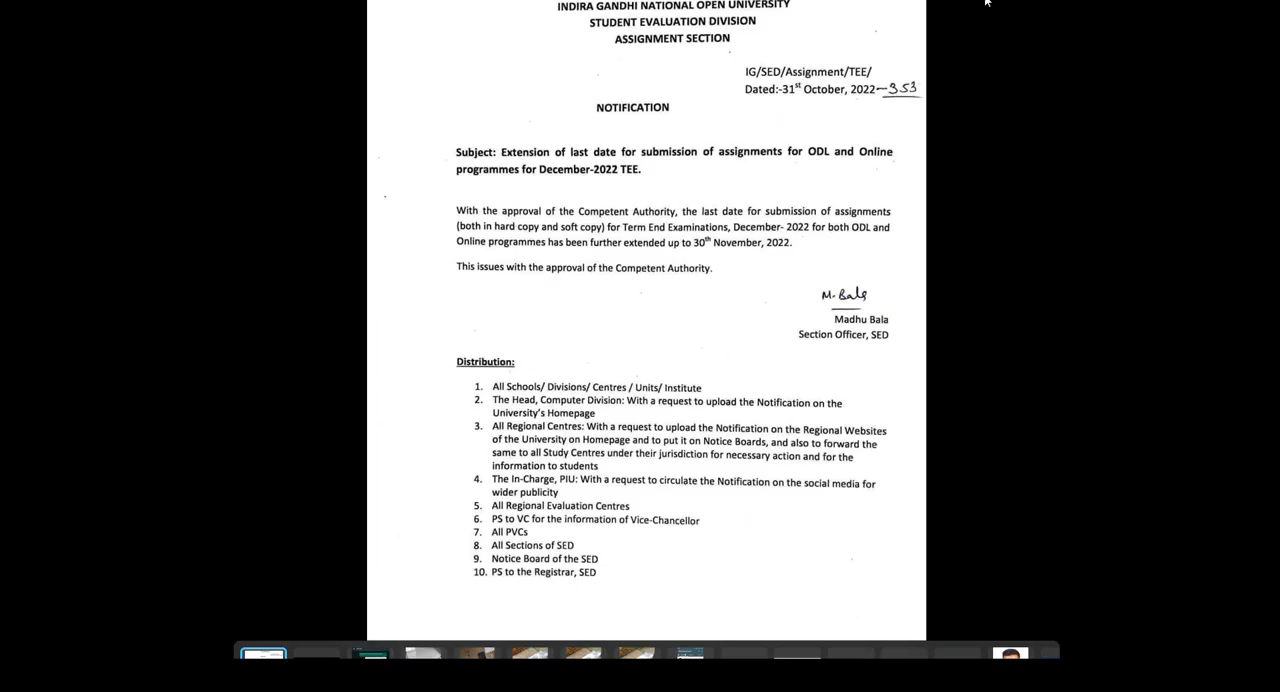 INDIRA GANDHI NATIONAL OPEN UNIVERSITY
STUDENT EVALUATION DIVISION
ASSIGNMENT SECTION
IG/SED/Assignment/TEE/
Dated:-31st October, 2022—353
NOTIFICATION
Subject: Extension of last date for submission of assignments for ODL and Online
programmes for December-2022 TEE.
With the approval of the Competent Authority, the last date for submission of assignments
(both in hard copy and soft copy) for Term End Examinations, December- 2022 for both ODL and
Online programmes has been further extended up to 30th November, 2022.
This issues with the approval of the Competent Authority.
M. Bala
Madhu Bala
Section Officer, SED
Distribution:
1. All Schools/ Divisions/ Centres / Units/ Institute
2. The Head, Computer Division: With a request to upload the Notification on the
University's Homepage
3. All Regional Centres: With a request to upload the Notification on the Regional Websites
of the University on Homepage and to put it on Notice Boards, and also to forward the
same to all Study Centres under their jurisdiction for necessary action and for the
information to students
4. The In-Charge, PIU: With a request to circulate the Notification on the social media for
wider publicity
5. All Regional Evaluation Centres
6. PS to VC for the information of Vice-Chancellor
7. All PVCs
8. All Sections of SED
9. Notice Board of the SED
10. PS to the Registrar, SED